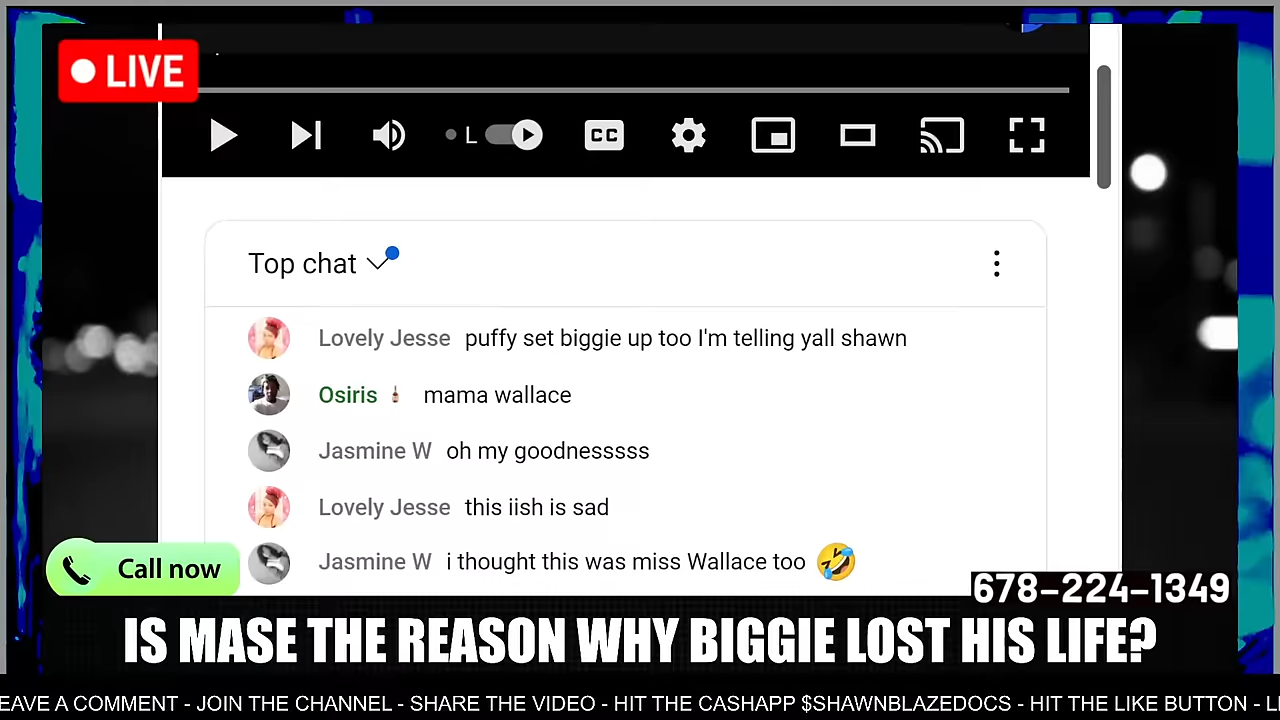 LIVE
L
CC
Top chat
Lovely Jesse puffy set biggie up too I'm telling yall shawn
Osiris mama wallace
Jasmine W oh my goodnesssss
Lovely Jesse this iish is sad
Jasmine W i thought this was miss Wallace too
Call now
678-224-1349
IS MASE THE REASON WHY BIGGIE LOST HIS LIFE?
EAVE A COMMENT - JOIN THE CHANNEL - SHARE THE VIDEO - HIT THE CASHAPP $SHAWNBLAZEDOCS - HIT THE LIKE BUTTON - LI